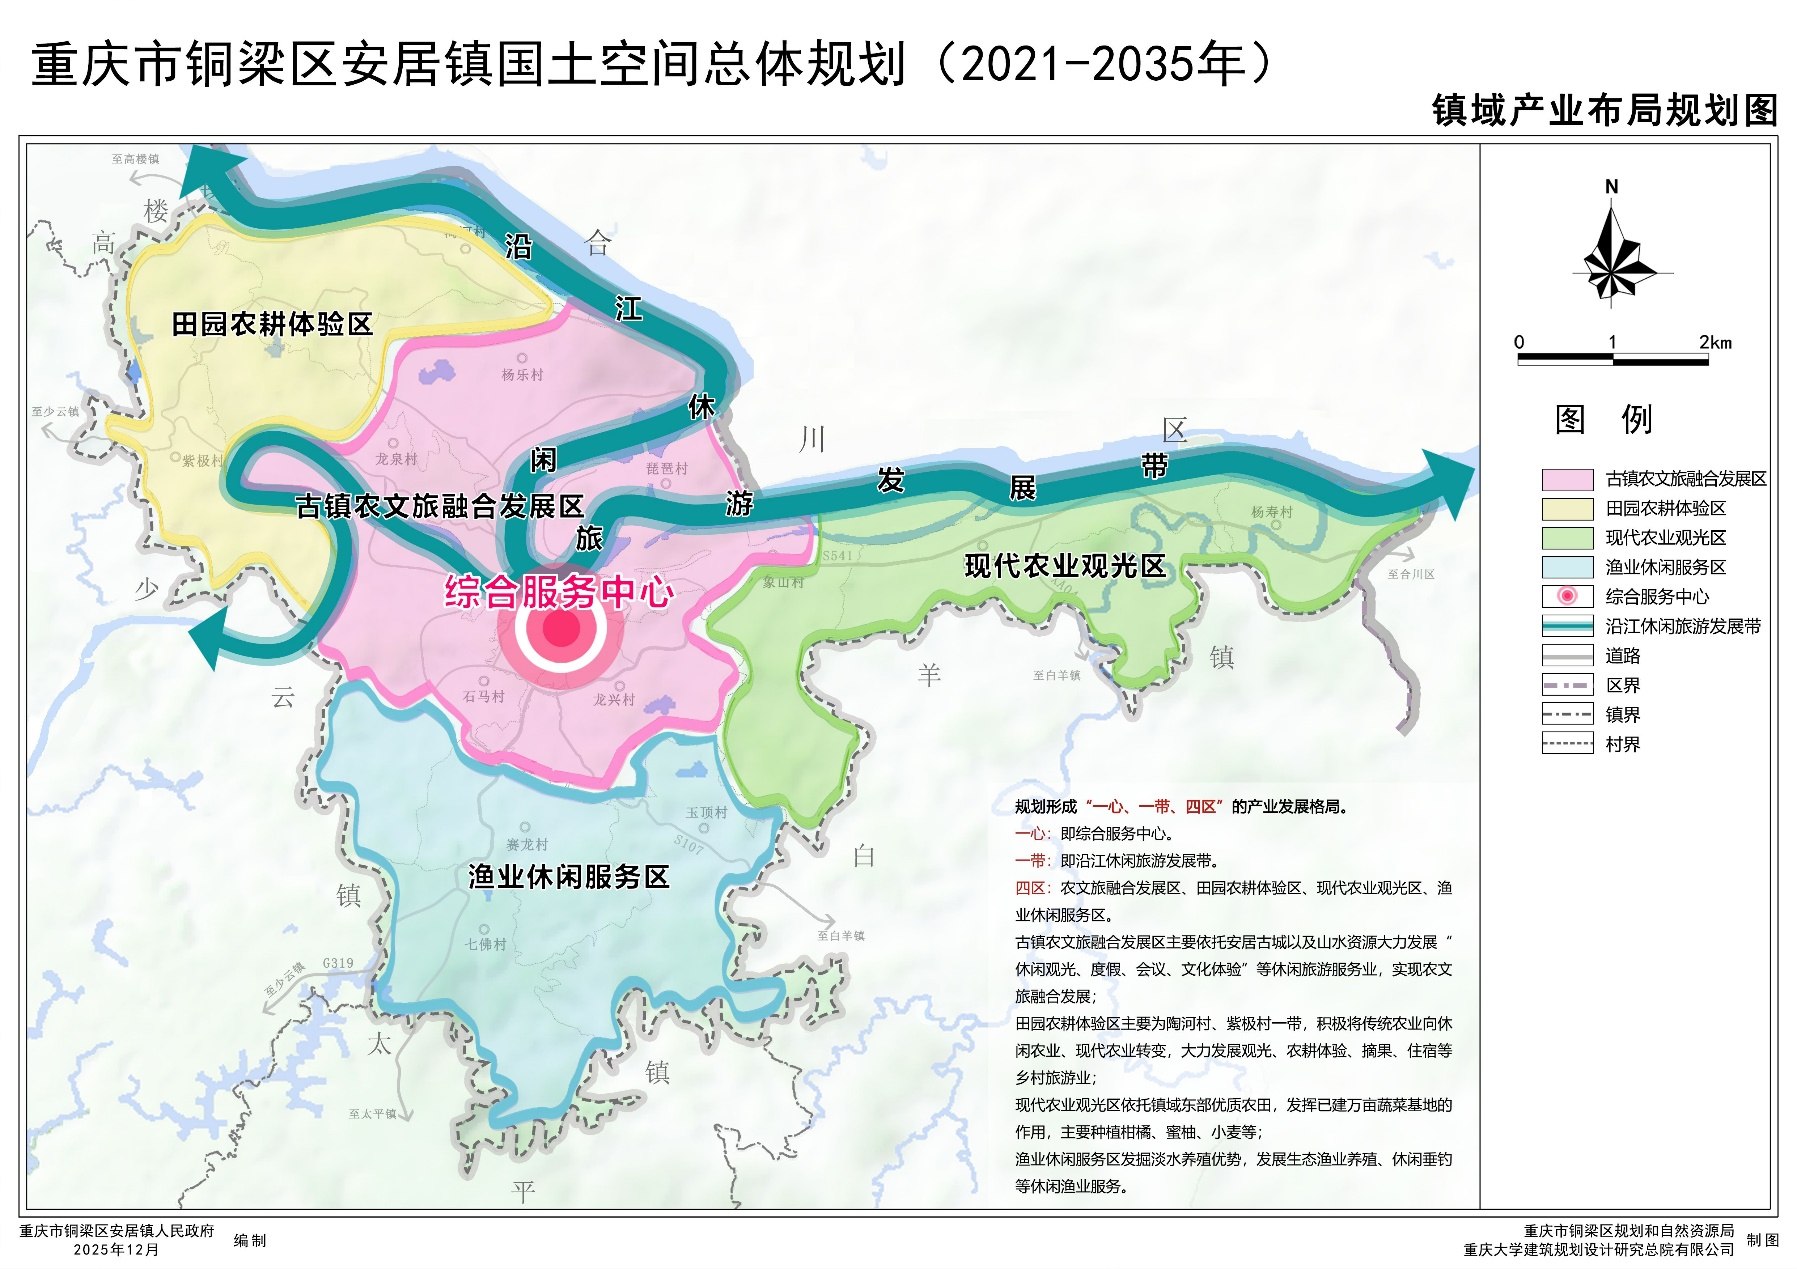 重庆市铜梁区安居镇国土空间总体规划（2021-2035年）
镇域产业布局规划图
至高楼镇
楼
高
合
沿
江
田园农耕体验区
杨乐村
至少云镇
休
川
区
紫极村
龙泉村
闲
琵琶村
带
发
展
游
古镇农文旅融合发展区
旅
杨寿村
S541
现代农业观光区
象山村
至合川区
少
综合服务中心
羊
镇
至白羊镇
云
石马村
龙兴村
玉顶村
S107
赛龙村
白
渔业休闲服务区
镇
七佛村
至白羊镇
G319
至少云镇
太
镇
至太平镇
平
N
0 1 2km
图 例
古镇农文旅融合发展区
田园农耕体验区
现代农业观光区
渔业休闲服务区
综合服务中心
沿江休闲旅游发展带
道路
区界
镇界
村界
规划形成“一心、一带、四区”的产业发展格局。
一心：即综合服务中心。
一带：即沿江休闲旅游发展带。
四区：农文旅融合发展区、田园农耕体验区、现代农业观光区、渔
业休闲服务区。
古镇农文旅融合发展区主要依托安居古城以及山水资源大力发展“
休闲观光、度假、会议、文化体验”等休闲旅游服务业，实现农文
旅融合发展；
田园农耕体验区主要为陶河村、紫极村一带，积极将传统农业向休
闲农业、现代农业转变，大力发展观光、农耕体验、摘果、住宿等
乡村旅游业；
现代农业观光区依托镇域东部优质农田，发挥已建万亩蔬菜基地的
作用，主要种植柑橘、蜜柚、小麦等；
渔业休闲服务区发掘淡水养殖优势，发展生态渔业养殖、休闲垂钓
等休闲渔业服务。
重庆市铜梁区安居镇人民政府
2025年12月
编制
重庆市铜梁区规划和自然资源局
重庆大学建筑规划设计研究总院有限公司
制图